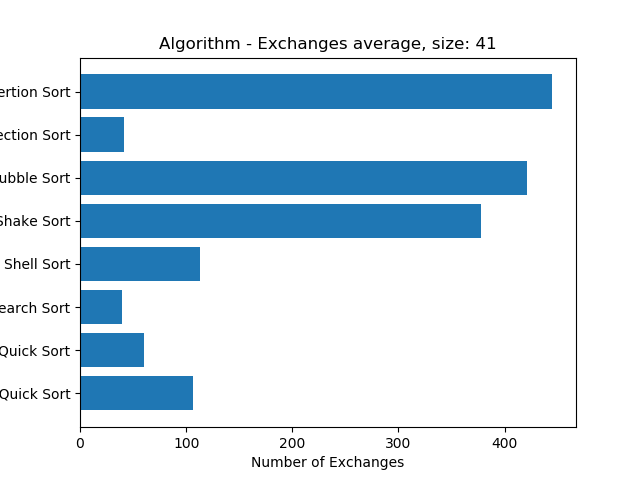 Algorithm - Exchanges average, size: 41
ertion Sort
ection Sort
ubble Sort
Shake Sort
Shell Sort
earch Sort
Quick Sort
Quick Sort
0 100 200 300 400
Number of Exchanges